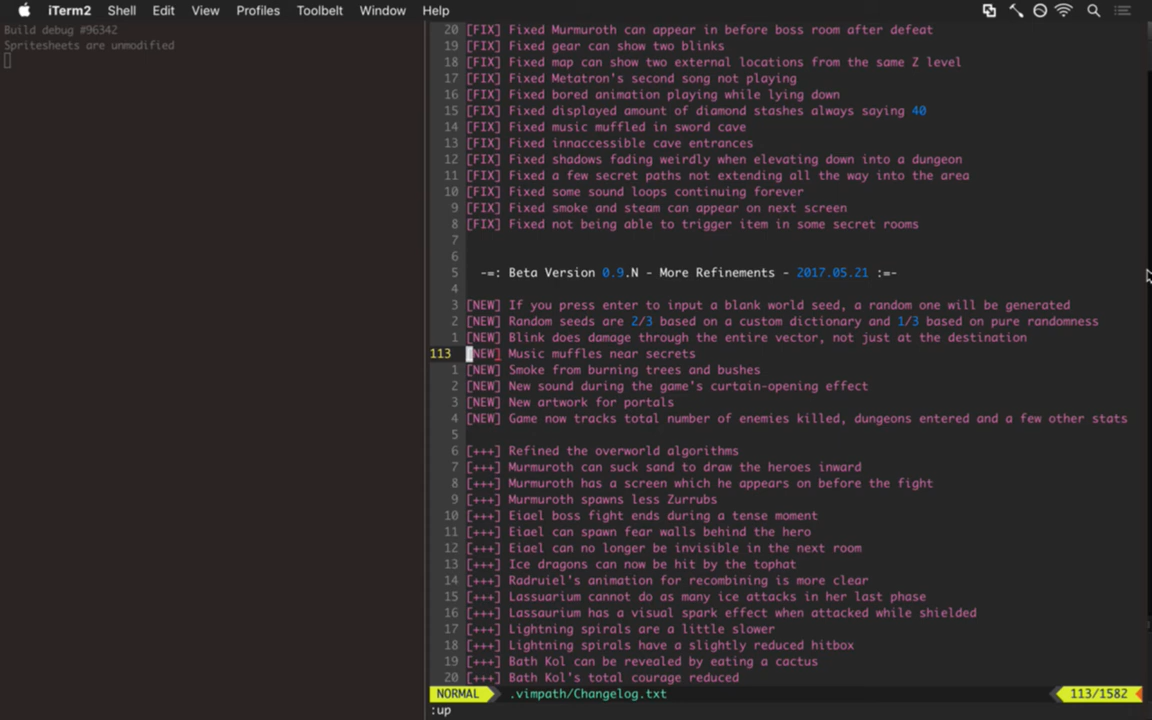 iTerm2 Shell Edit View Profiles Toolbelt Window Help
Build debug #96342
Spritesheets are unmodified
20 [FIX] Fixed Murmuroth can appear in before boss room after defeat
19 [FIX] Fixed gear can show two blinks
18 [FIX] Fixed map can show two external locations from the same Z level
17 [FIX] Fixed Metatron's second song not playing
16 [FIX] Fixed bored animation playing while lying down
15 [FIX] Fixed displayed amount of diamond stashes always saying 40
14 [FIX] Fixed music muffled in sword cave
13 [FIX] Fixed innaccessible cave entrances
12 [FIX] Fixed shadows fading weirdly when elevating down into a dungeon
11 [FIX] Fixed a few secret paths not extending all the way into the area
10 [FIX] Fixed some sound loops continuing forever
9 [FIX] Fixed smoke and steam can appear on next screen
8 [FIX] Fixed not being able to trigger item in some secret rooms
7
6
5 -=: Beta Version 0.9.N - More Refinements - 2017.05.21 :=-
4
3 [NEW] If you press enter to input a blank world seed, a random one will be generated
2 [NEW] Random seeds are 2/3 based on a custom dictionary and 1/3 based on pure randomness
1 [NEW] Blink does damage through the entire vector, not just at the destination
113 [NEW] Music muffles near secrets
1 [NEW] Smoke from burning trees and bushes
2 [NEW] New sound during the game's curtain-opening effect
3 [NEW] New artwork for portals
4 [NEW] Game now tracks total number of enemies killed, dungeons entered and a few other stats
5
6 [+++] Refined the overworld algorithms
7 [+++] Murmuroth can suck sand to draw the heroes inward
8 [+++] Murmuroth has a screen which he appears on before the fight
9 [+++] Murmuroth spawns less Zurrubs
10 [+++] Eiael boss fight ends during a tense moment
11 [+++] Eiael can spawn fear walls behind the hero
12 [+++] Eiael can no longer be invisible in the next room
13 [+++] Ice dragons can now be hit by the tophat
14 [+++] Radruiel's animation for recombining is more clear
15 [+++] Lassuarium cannot do as many ice attacks in her last phase
16 [+++] Lassaurium has a visual spark effect when attacked while shielded
17 [+++] Lightning spirals are a little slower
18 [+++] Lightning spirals have a slightly reduced hitbox
19 [+++] Bath Kol can be revealed by eating a cactus
20 [+++] Bath Kol's total courage reduced
NORMAL .vimpath/Changelog.txt 113/1582
:up